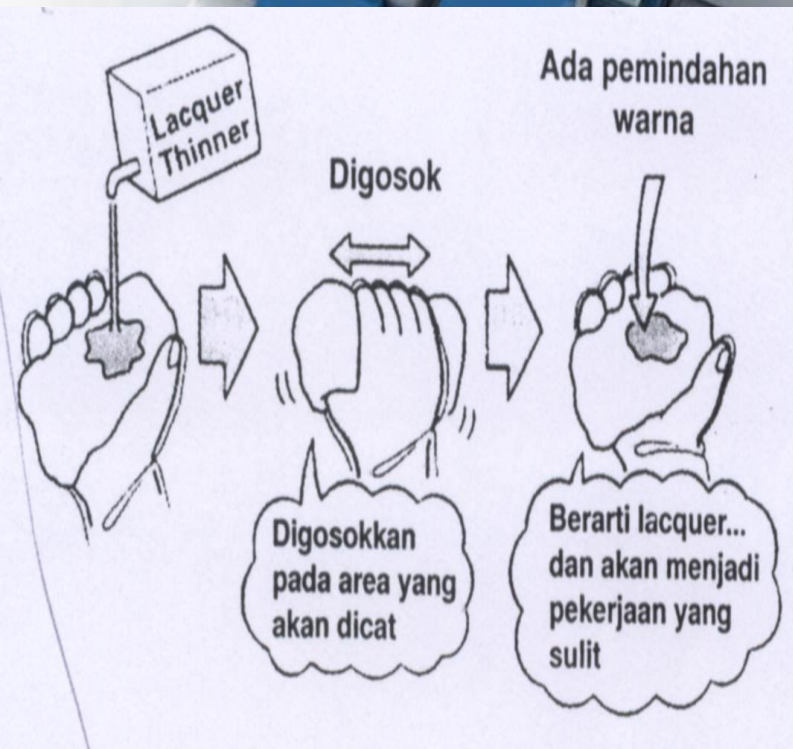 Lacquer
Thinner
Digosok
Ada pemindahan
warna
Digosokkan
pada area yang
akan dicat
Berarti lacquer...
dan akan menjadi
pekerjaan yang
sulit